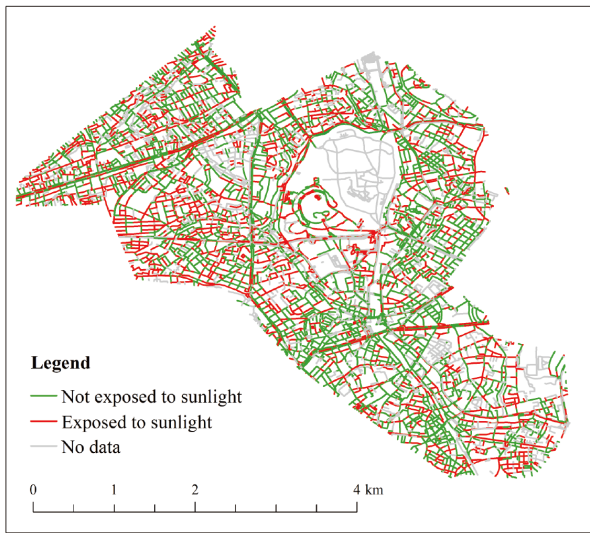 Legend
Not exposed to sunlight
Exposed to sunlight
No data
0 1 2 4 km